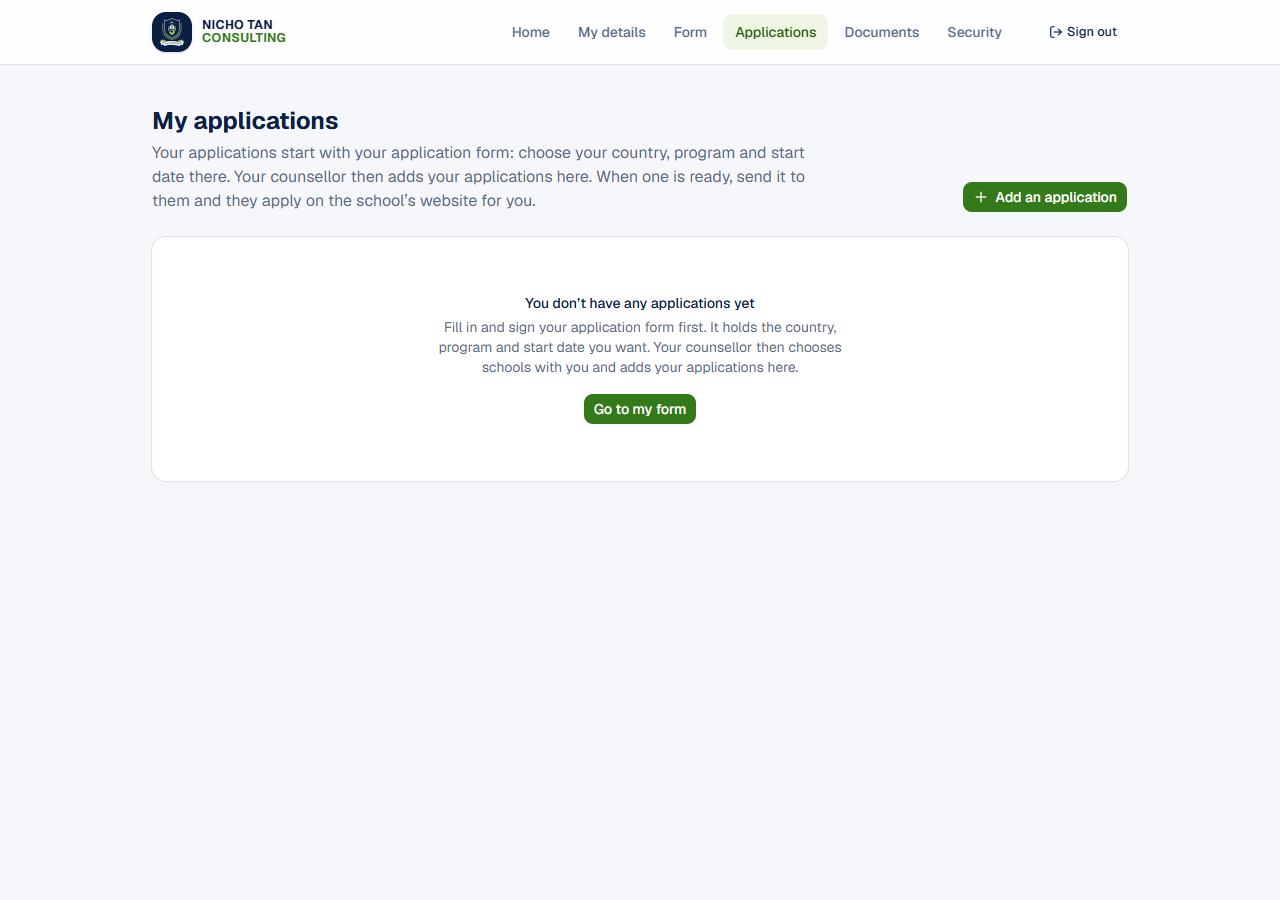 NICHO TAN
CONSULTING
Home
My details
Form
Applications
Documents
Security
Sign out
My applications
Your applications start with your application form: choose your country, program and start
date there. Your counsellor then adds your applications here. When one is ready, send it to
them and they apply on the school’s website for you.
Add an application
You don’t have any applications yet
Fill in and sign your application form first. It holds the country,
program and start date you want. Your counsellor then chooses
schools with you and adds your applications here.
Go to my form